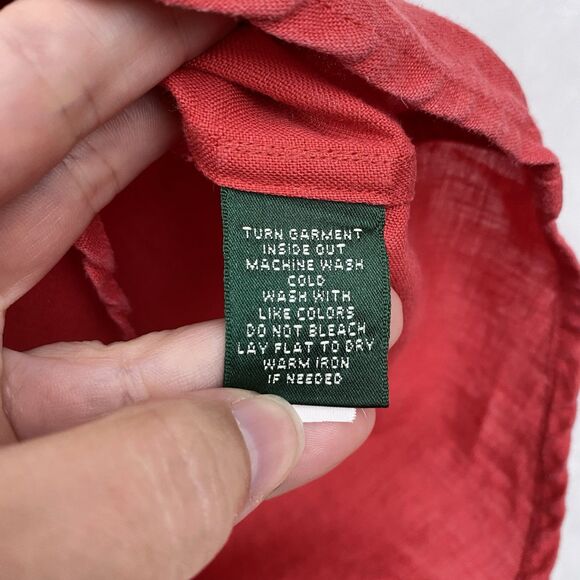 TURN GARMENT
INSIDE OUT
MACHINE WASH
COLD
WASH WITH
LIKE COLORS
DO NOT BLEACH
LAY FLAT TO DRY
WARM IRON
IF NEEDED